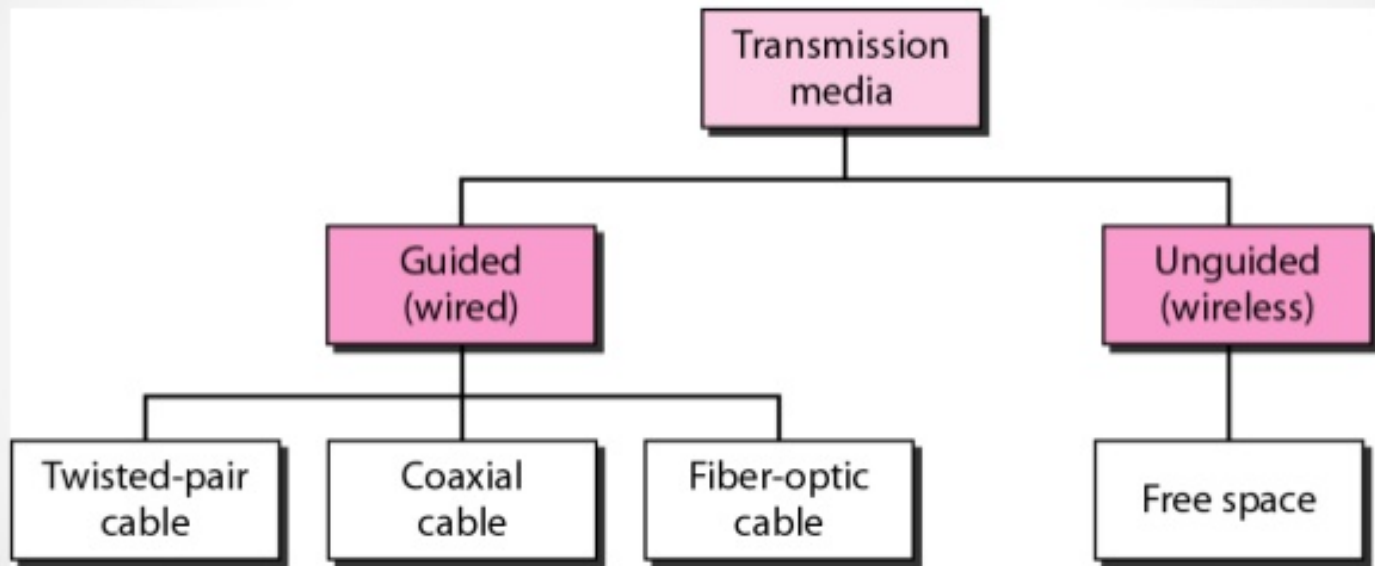 Transmission
media
Guided
(wired)
Unguided
(wireless)
Twisted-pair
cable
Coaxial
cable
Fiber-optic
cable
Free space